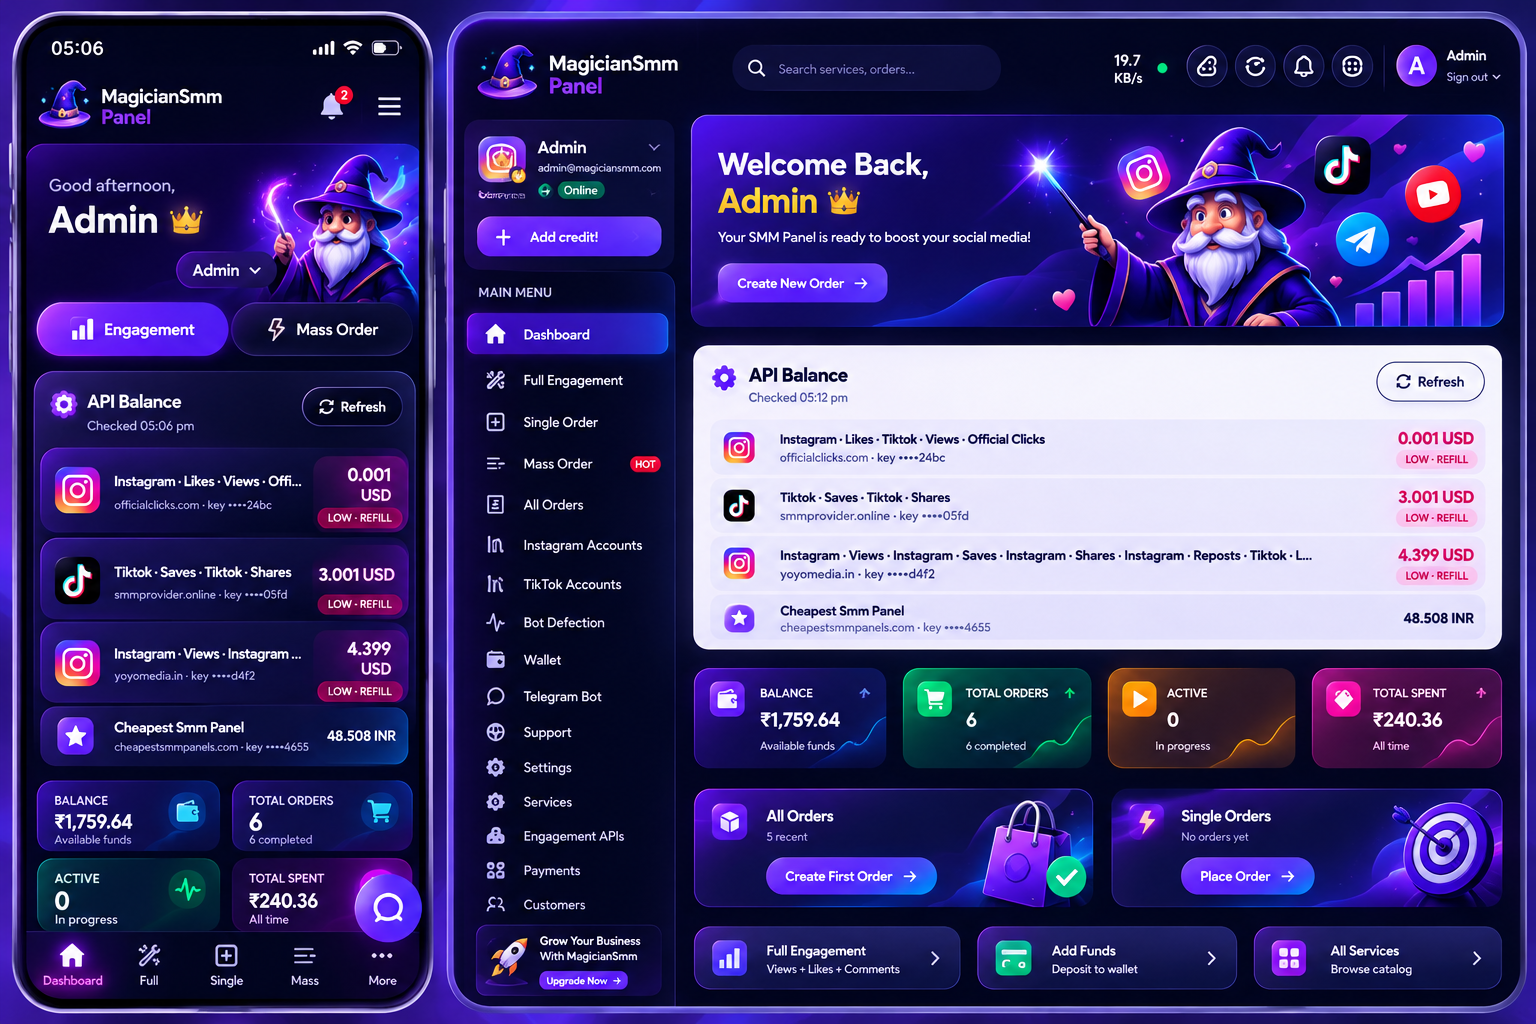 05:06
MagicianSmm
Panel
2
Good afternoon,
Admin
Admin
Engagement
Mass Order
API Balance
Checked 05:06 pm
Refresh
Instagram · Likes · Views · Offi...
officialclicks.com · key ••••24bc
0.001
USD
LOW · REFILL
Tiktok · Saves · Tiktok · Shares
smmprovider.online · key ••••05fd
3.001 USD
LOW · REFILL
Instagram · Views · Instagram ...
yoyomedia.in · key ••••d4f2
4.399
USD
LOW · REFILL
Cheapest Smm Panel
cheapestsmmpanels.com · key ••••4655
48.508 INR
BALANCE
₹1,759.64
Available funds
TOTAL ORDERS
6
6 completed
ACTIVE
0
In progress
TOTAL SPENT
₹240.36
All time
Dashboard
Full
Single
Mass
More
MagicianSmm
Panel
Search services, orders...
19.7
KB/s
A
Admin
Sign out
Admin
admin@magiciansmm.com
Online
Add credit!
MAIN MENU
Dashboard
Full Engagement
Single Order
Mass Order
HOT
All Orders
Instagram Accounts
TikTok Accounts
Bot Defection
Wallet
Telegram Bot
Support
Settings
Services
Engagement APIs
Payments
Customers
Grow Your Business
With MagicianSmm
Upgrade Now →
Welcome Back,
Admin
Your SMM Panel is ready to boost your social media!
Create New Order →
API Balance
Checked 05:12 pm
Refresh
Instagram · Likes · Tiktok · Views · Official Clicks
officialclicks.com · key ••••24bc
0.001 USD
LOW · REFILL
Tiktok · Saves · Tiktok · Shares
smmprovider.online · key ••••05fd
3.001 USD
LOW · REFILL
Instagram · Views · Instagram · Saves · Instagram · Shares · Instagram · Reposts · Tiktok · L...
yoyomedia.in · key ••••d4f2
4.399 USD
LOW · REFILL
Cheapest Smm Panel
cheapestsmmpanels.com · key ••••4655
48.508 INR
BALANCE
₹1,759.64
Available funds
TOTAL ORDERS
6
6 completed
ACTIVE
0
In progress
TOTAL SPENT
₹240.36
All time
All Orders
5 recent
Create First Order →
Single Orders
No orders yet
Place Order →
Full Engagement
Views + Likes + Comments
Add Funds
Deposit to wallet
All Services
Browse catalog